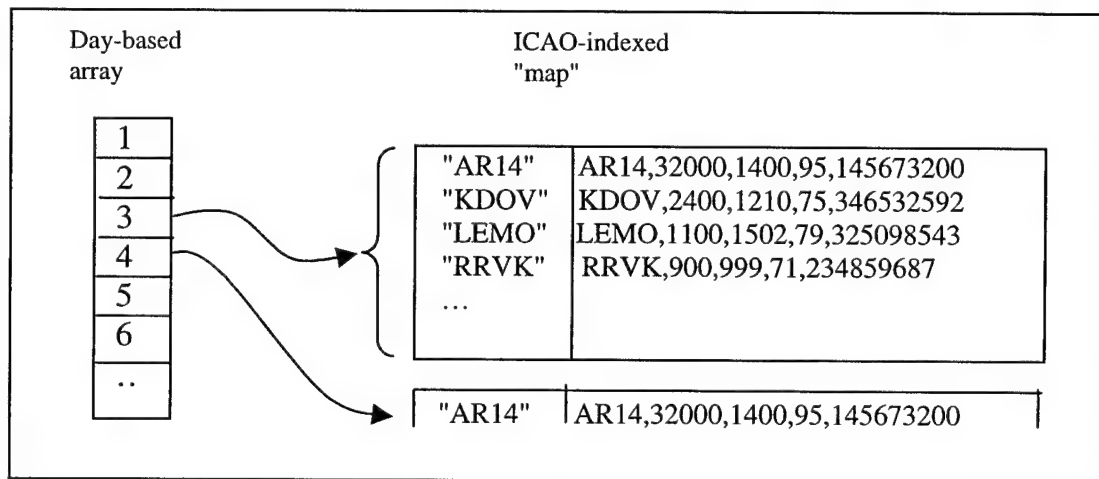 Day-based
array
ICAO-indexed
"map"
1
2
3
4
5
6
..
"AR14" AR14,32000,1400,95,145673200
"KDOV" KDOV,2400,1210,75,346532592
"LEMO" LEMO,1100,1502,79,325098543
"RRVK" RRVK,900,999,71,234859687
...
"AR14" AR14,32000,1400,95,145673200